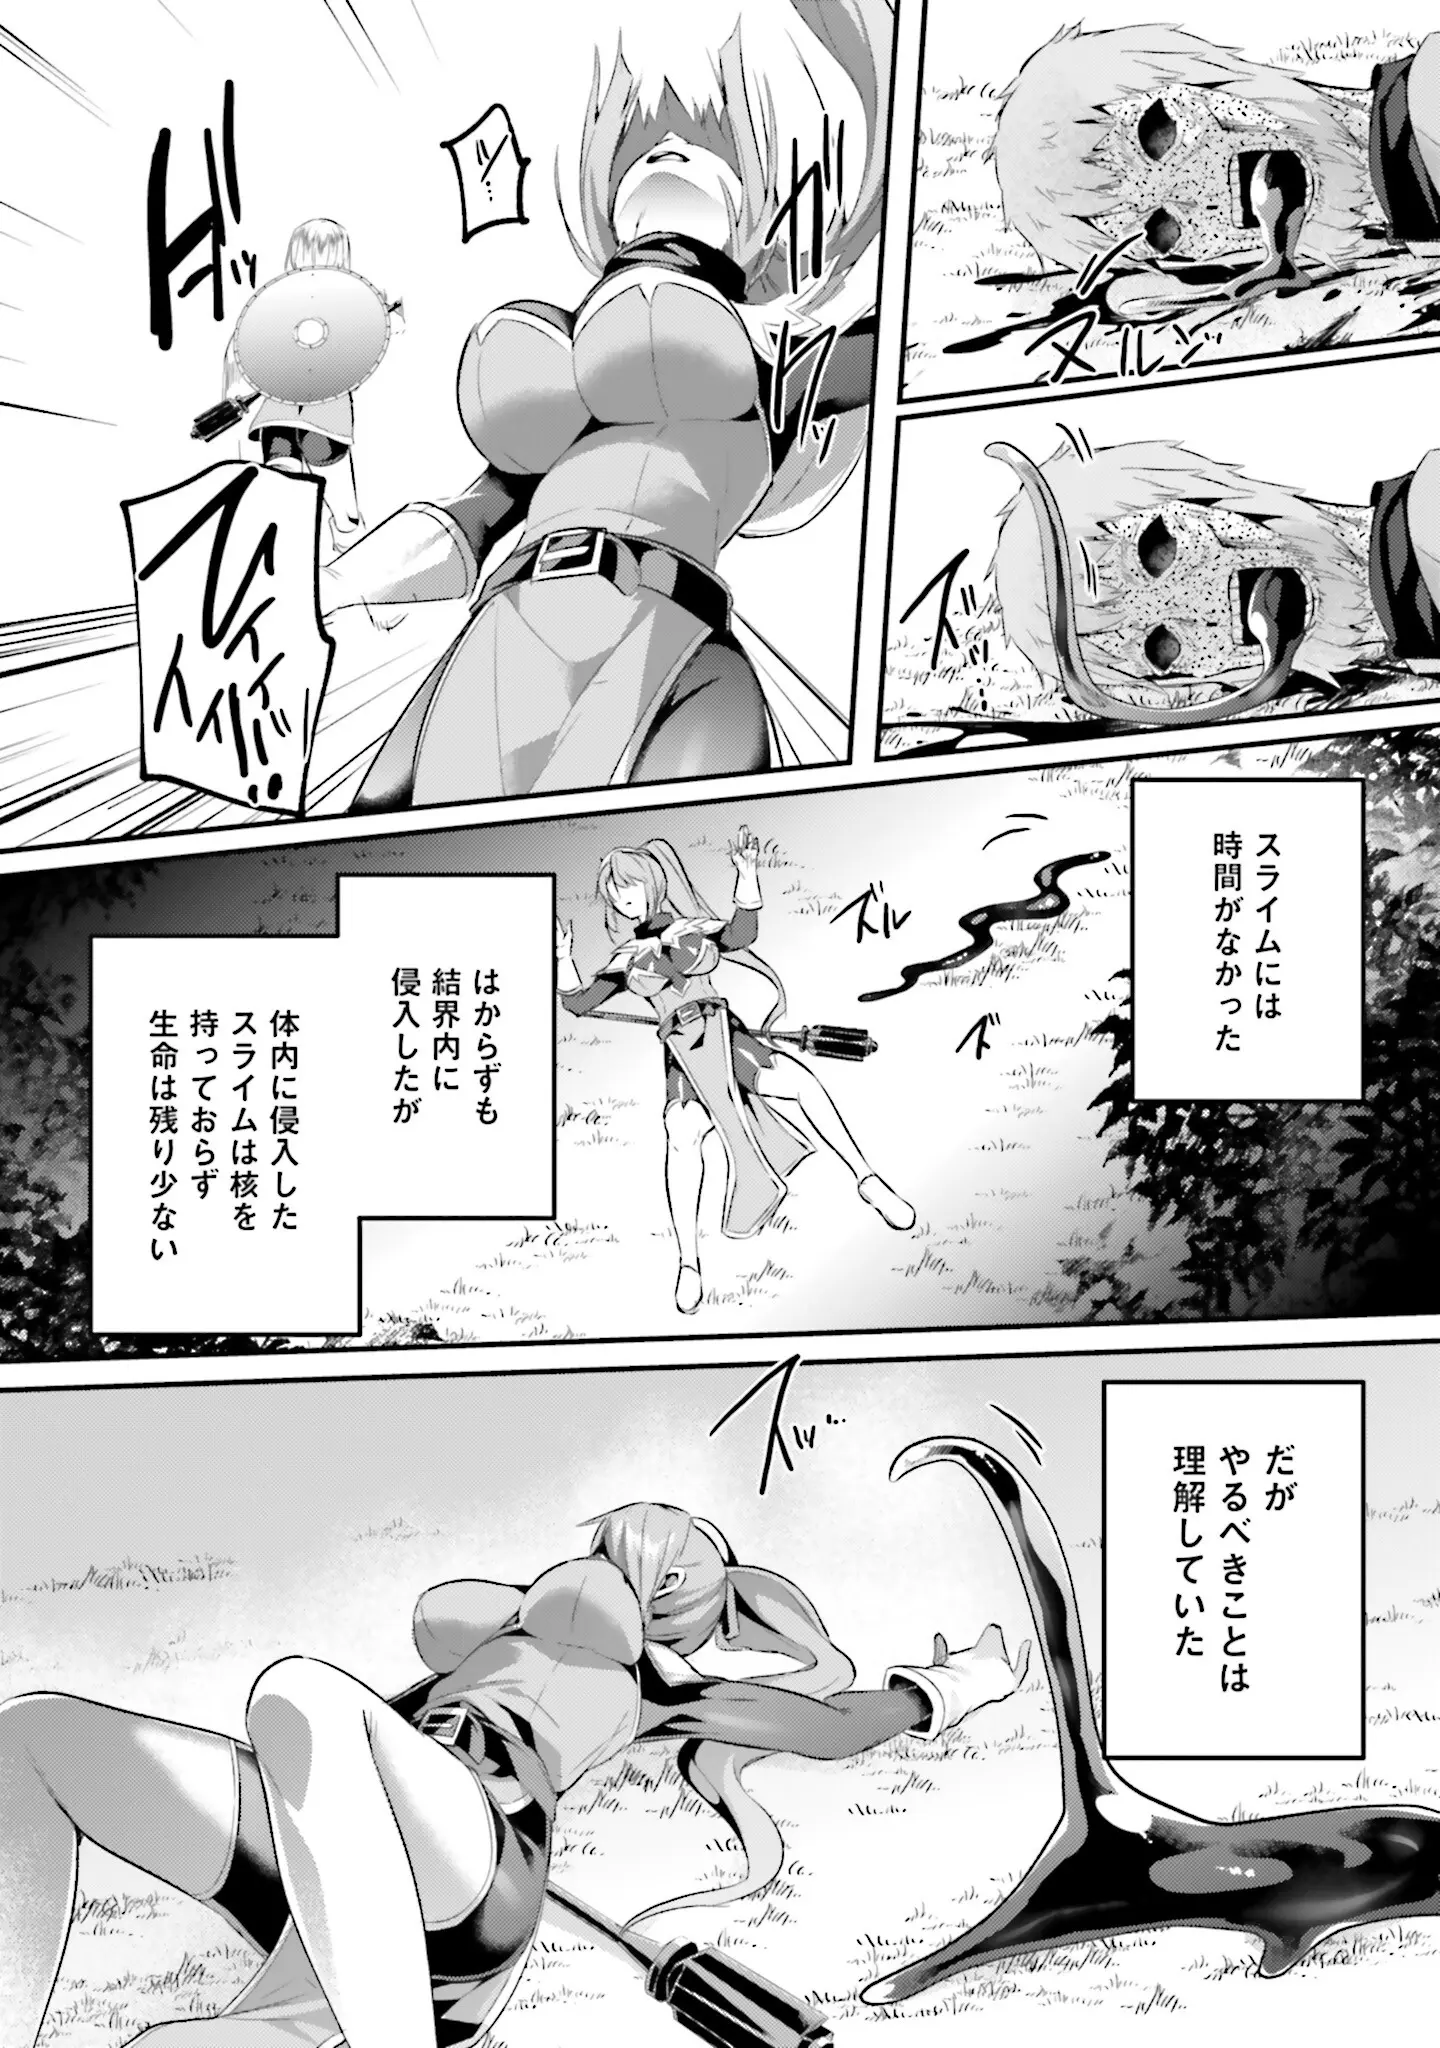 ヌルンッ
ズ…
ビ…
ガクッ
ドッ
ひいいいい!!
スライムには
時間がなかった
ズルル
ズル
はからずも
結界内に
侵入したが
体内に侵入した
スライムは核を
持っておらず
生命は残り少ない
だが
やるべきことは
理解していた
ズッ…